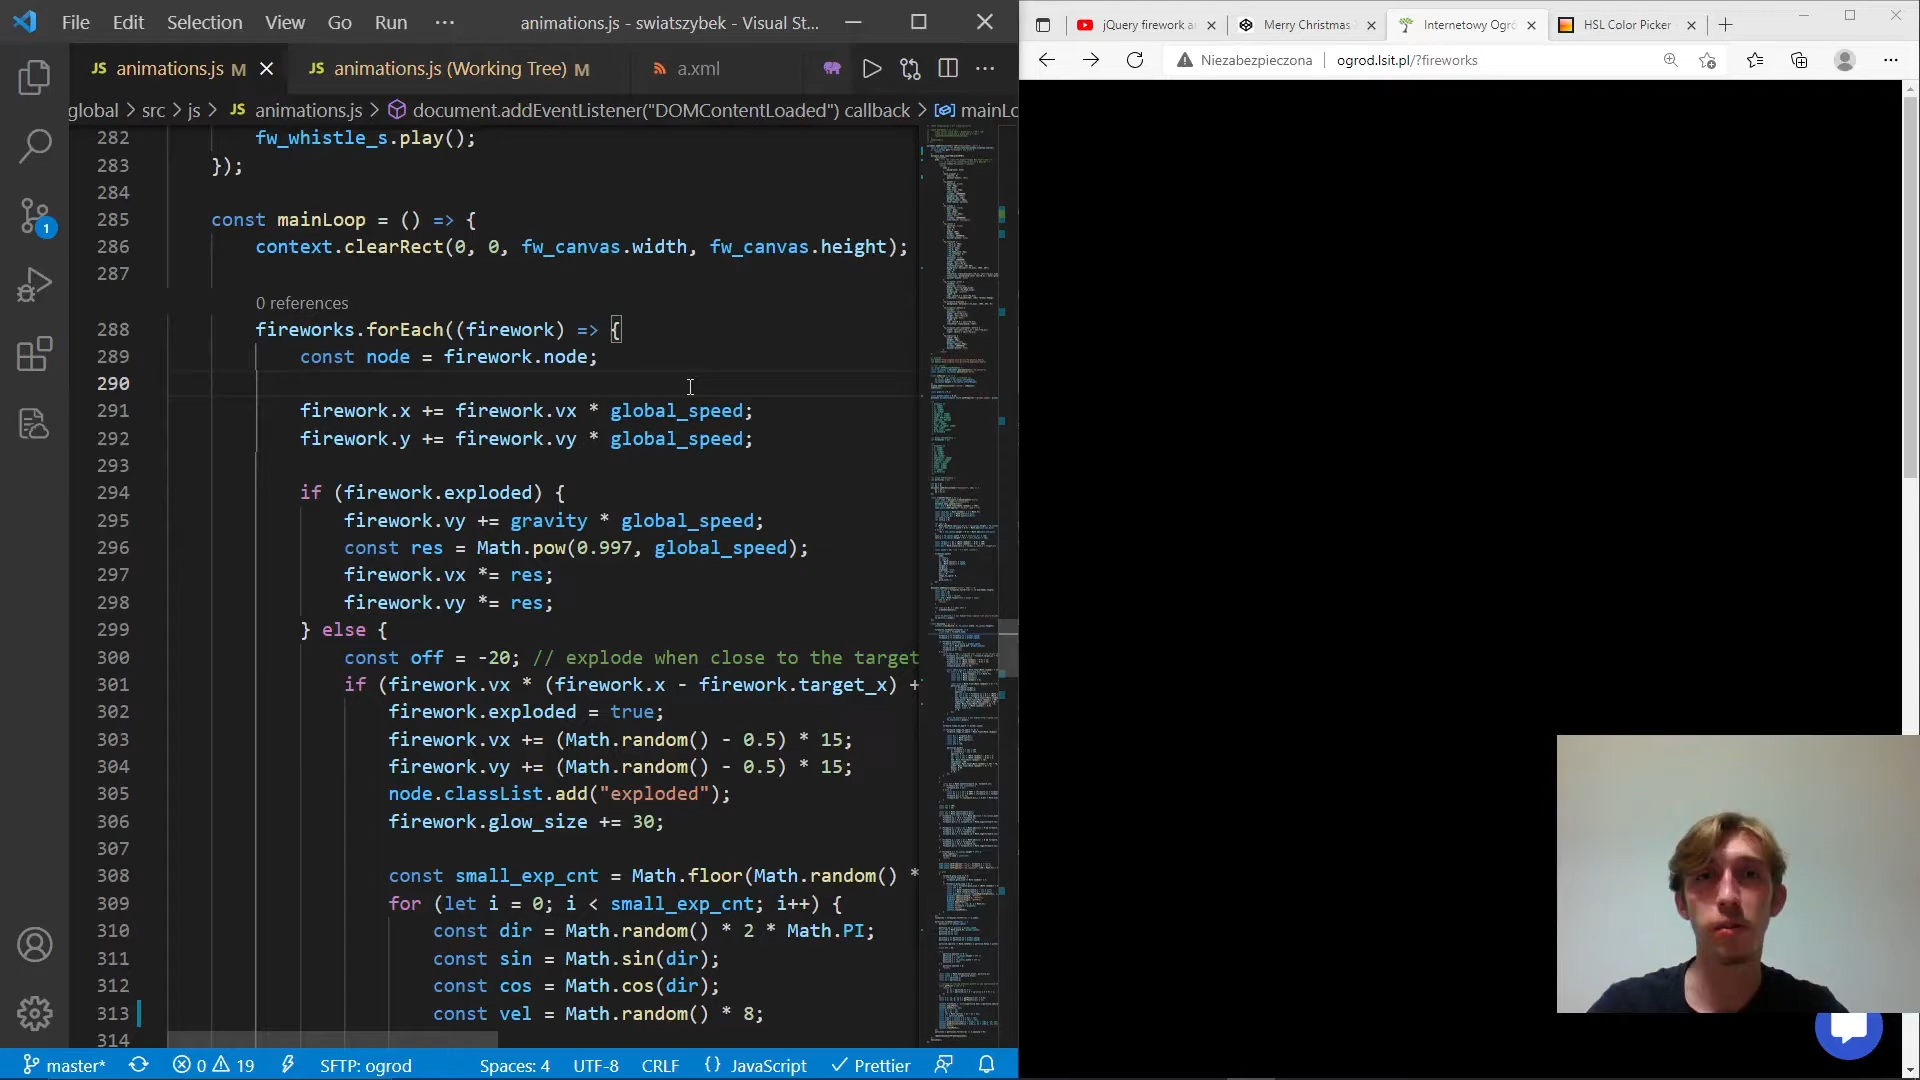 File Edit Selection View Go Run ··· animations.js - swiatszybek - Visual St...
jQuery firework a
Merry Christmas
Internetowy Ogró
HSL Color Picker
JS animations.js M
JS animations.js (Working Tree) M
a.xml
Niezabezpieczona ogrod.lsit.pl/?fireworks
global > src > js > JS animations.js > document.addEventListener("DOMContentLoaded") callback > mainLo
282 fw_whistle_s.play();
283 });
284
285 const mainLoop = () => {
286 context.clearRect(0, 0, fw_canvas.width, fw_canvas.height);
287
0 references
288 fireworks.forEach((firework) => {
289 const node = firework.node;
290
291 firework.x += firework.vx * global_speed;
292 firework.y += firework.vy * global_speed;
293
294 if (firework.exploded) {
295 firework.vy += gravity * global_speed;
296 const res = Math.pow(0.997, global_speed);
297 firework.vx *= res;
298 firework.vy *= res;
299 } else {
300 const off = -20; // explode when close to the target
301 if (firework.vx * (firework.x - firework.target_x) +
302 firework.exploded = true;
303 firework.vx += (Math.random() - 0.5) * 15;
304 firework.vy += (Math.random() - 0.5) * 15;
305 node.classList.add("exploded");
306 firework.glow_size += 30;
307
308 const small_exp_cnt = Math.floor(Math.random() *
309 for (let i = 0; i < small_exp_cnt; i++) {
310 const dir = Math.random() * 2 * Math.PI;
311 const sin = Math.sin(dir);
312 const cos = Math.cos(dir);
313 const vel = Math.random() * 8;
314
1
master* 0 19 SFTP: ogrod Spaces: 4 UTF-8 CRLF {} JavaScript Prettier